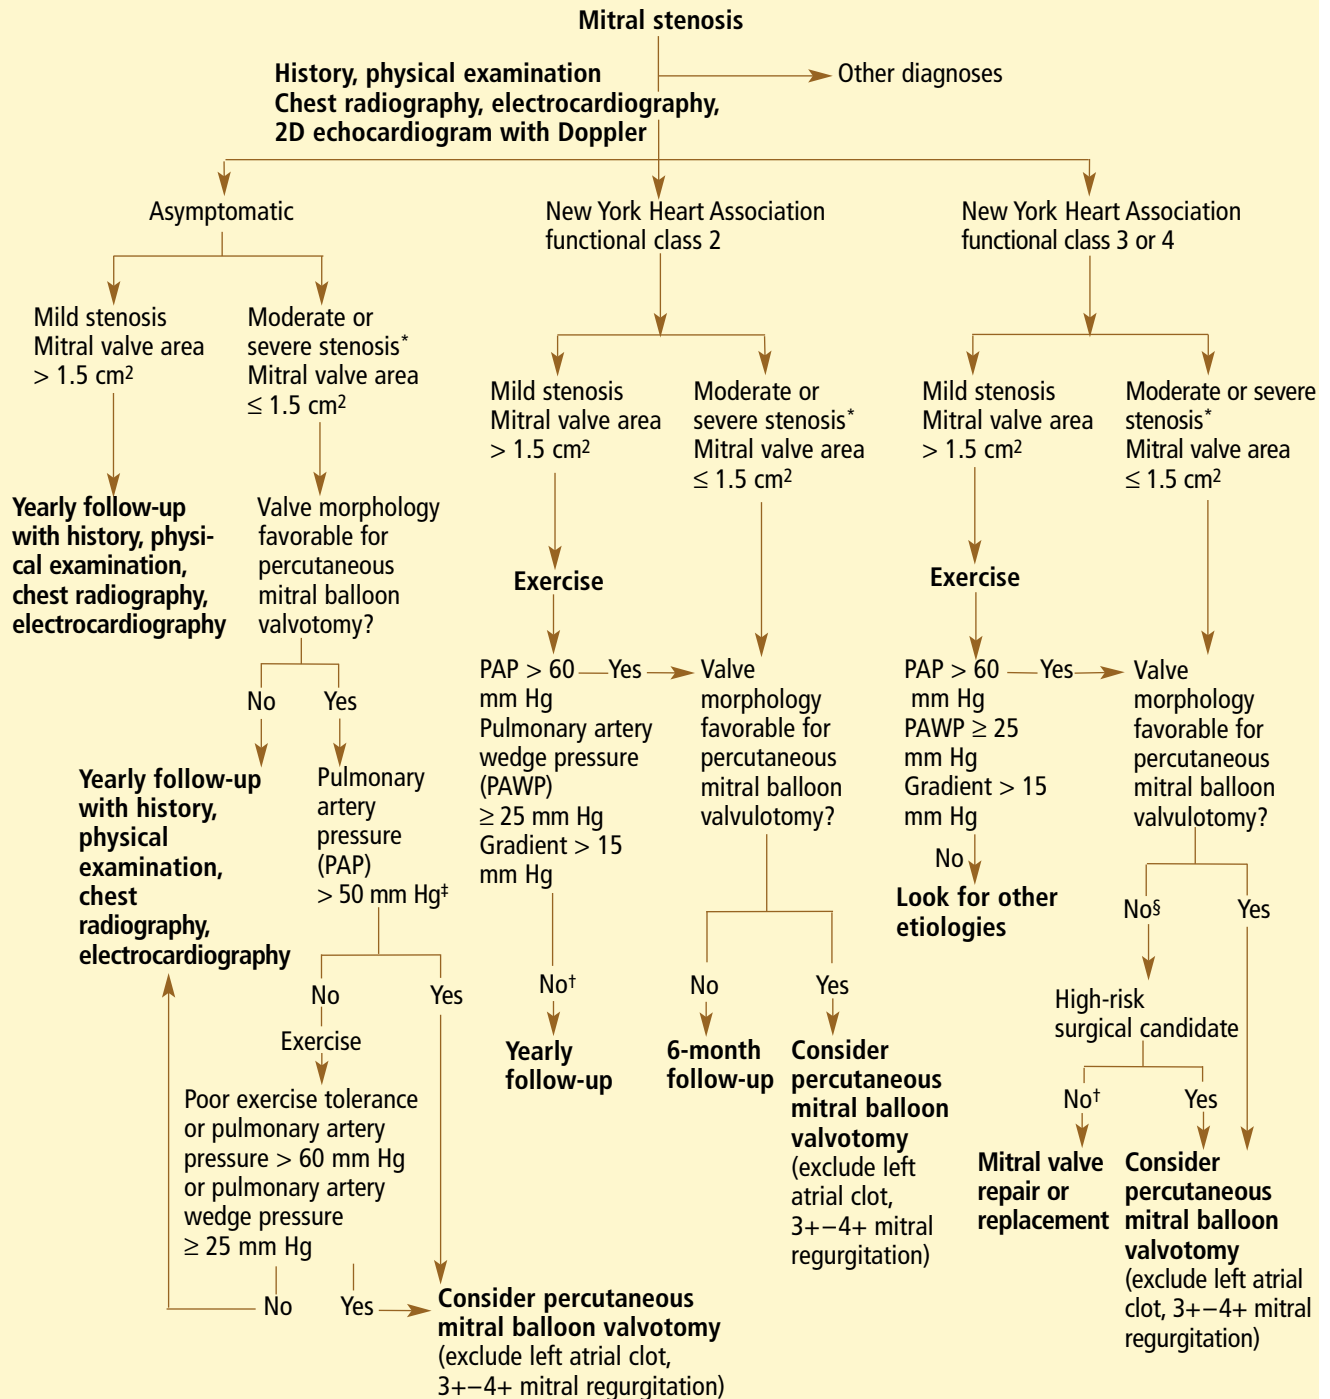 Mitral stenosis
History, physical examination
Chest radiography, electrocardiography,
2D echocardiogram with Doppler
Other diagnoses
Asymptomatic
Mild stenosis
Mitral valve area
> 1.5 cm²
Yearly follow-up
with history, physi-
cal examination,
chest radiography,
electrocardiography
Moderate or
severe stenosis*
Mitral valve area
≤ 1.5 cm²
Valve morphology
favorable for
percutaneous
mitral balloon
valvotomy?
No
Yes
Yearly follow-up
with history,
physical
examination,
chest
radiography,
electrocardiography
Pulmonary
artery
pressure
(PAP)
> 50 mm Hg‡
No
Yes
Exercise
Poor exercise tolerance
or pulmonary artery
pressure > 60 mm Hg
or pulmonary artery
wedge pressure
≥ 25 mm Hg
No
Yes
Consider percutaneous
mitral balloon valvotomy
(exclude left atrial clot,
3+–4+ mitral regurgitation)
New York Heart Association
functional class 2
Mild stenosis
Mitral valve area
> 1.5 cm²
Exercise
PAP > 60
mm Hg
Pulmonary artery
wedge pressure
(PAWP)
≥ 25 mm Hg
Gradient > 15
mm Hg
Yes
No†
Yearly
follow-up
Moderate or
severe stenosis*
Mitral valve area
≤ 1.5 cm²
Valve
morphology
favorable for
percutaneous
mitral balloon
valvulotomy?
No
Yes
6-month
follow-up
Consider
percutaneous
mitral balloon
valvotomy
(exclude left
atrial clot,
3+–4+ mitral
regurgitation)
New York Heart Association
functional class 3 or 4
Mild stenosis
Mitral valve area
> 1.5 cm²
Exercise
PAP > 60
mm Hg
PAWP ≥ 25
mm Hg
Gradient > 15
mm Hg
Yes
No
Look for other
etiologies
Moderate or severe
stenosis*
Mitral valve area
≤ 1.5 cm²
Valve
morphology
favorable for
percutaneous
mitral balloon
valvulotomy?
No§
Yes
High-risk
surgical candidate
No†
Yes
Mitral valve
repair or
replacement
Consider
percutaneous
mitral balloon
valvotomy
(exclude left atrial
clot, 3+–4+ mitral
regurgitation)